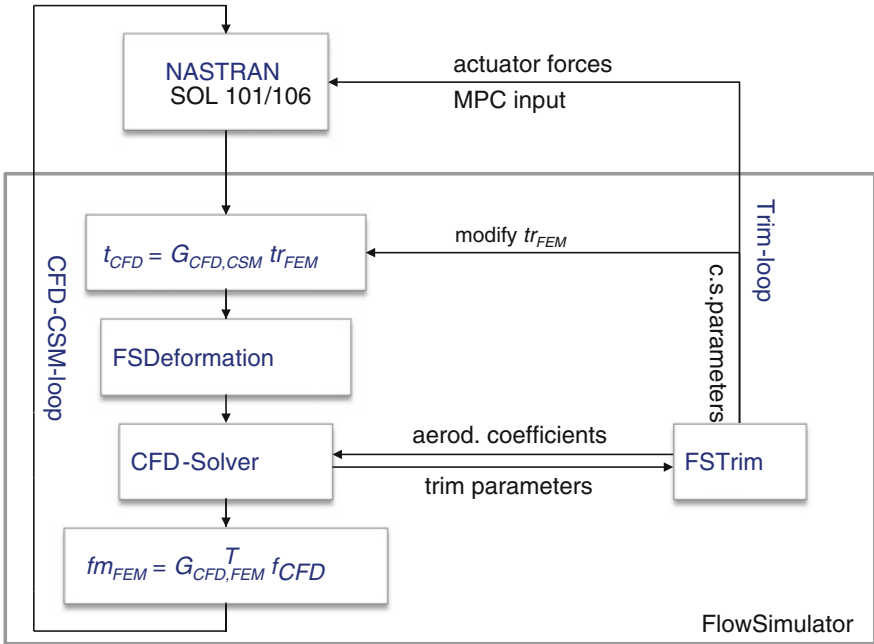 NASTRAN
SOL 101/106
actuator forces
MPC input
t_CFD = G_CFD,CSM tr_FEM
modify tr_FEM
Trim-loop
c.s.parameters
CFD-CSM-loop
FSDeformation
CFD-Solver
aerod. coefficients
trim parameters
FSTrim
fm_FEM = G^T_CFD,FEM f_CFD
FlowSimulator